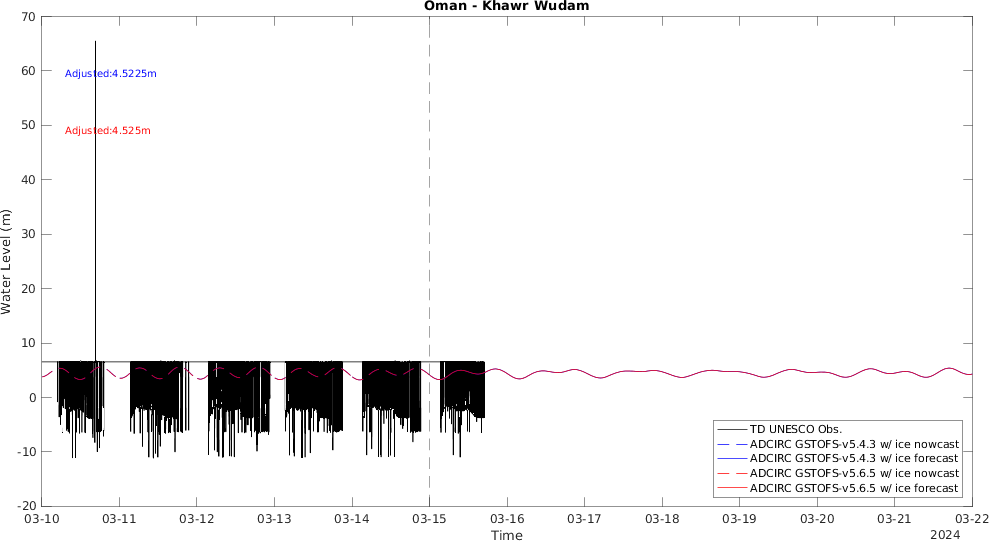 Oman - Khawr Wudam
70
60
50
40
30
20
10
0
-10
-20
Water Level (m)
Adjusted:4.5225m
Adjusted:4.525m
TD UNESCO Obs.
ADCIRC GSTOFS-v5.4.3 w/ ice nowcast
ADCIRC GSTOFS-v5.4.3 w/ ice forecast
ADCIRC GSTOFS-v5.6.5 w/ ice nowcast
ADCIRC GSTOFS-v5.6.5 w/ ice forecast
03-10 03-11 03-12 03-13 03-14 03-15 03-16 03-17 03-18 03-19 03-20 03-21 03-22
Time
2024